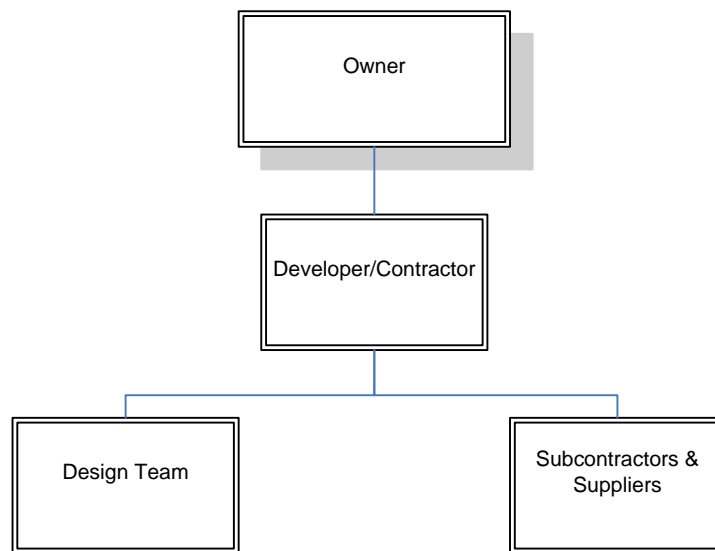 Owner
Developer/Contractor
Design Team
Subcontractors &
Suppliers